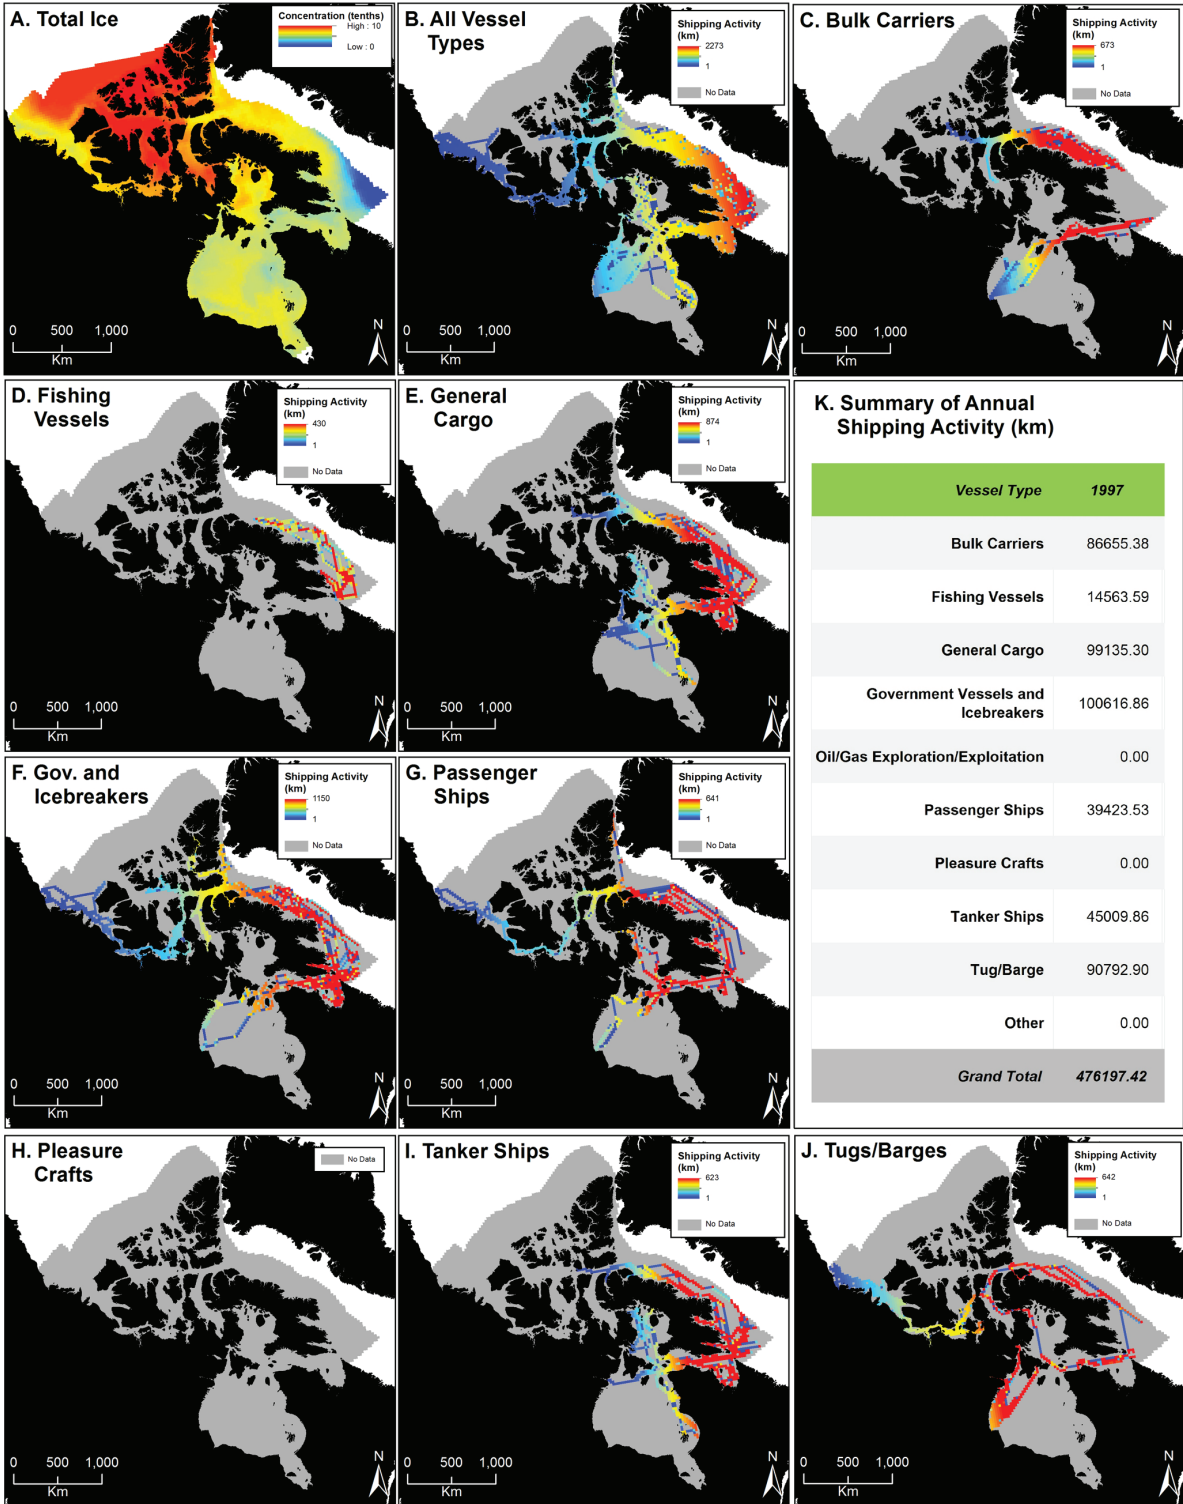 A. Total Ice
Concentration (tenths)
High : 10
Low : 0
0 500 1,000
Km
N
B. All Vessel
Types
Shipping Activity
(km)
2273
1
No Data
0 500 1,000
Km
N
C. Bulk Carriers
Shipping Activity
(km)
673
1
No Data
0 500 1,000
Km
N
D. Fishing
Vessels
Shipping Activity
(km)
430
1
No Data
0 500 1,000
Km
N
E. General
Cargo
Shipping Activity
(km)
874
1
No Data
0 500 1,000
Km
N
K. Summary of Annual
Shipping Activity (km)
Vessel Type 1997
Bulk Carriers 86655.38
Fishing Vessels 14563.59
General Cargo 99135.30
Government Vessels and
Icebreakers 100616.86
Oil/Gas Exploration/Exploitation 0.00
Passenger Ships 39423.53
Pleasure Crafts 0.00
Tanker Ships 45009.86
Tug/Barge 90792.90
Other 0.00
Grand Total 476197.42
F. Gov. and
Icebreakers
Shipping Activity
(km)
1150
1
No Data
0 500 1,000
Km
N
G. Passenger
Ships
Shipping Activity
(km)
641
1
No Data
0 500 1,000
Km
N
H. Pleasure
Crafts
No Data
0 500 1,000
Km
N
I. Tanker Ships
Shipping Activity
(km)
623
1
No Data
0 500 1,000
Km
N
J. Tugs/Barges
Shipping Activity
(km)
642
1
No Data
0 500 1,000
Km
N